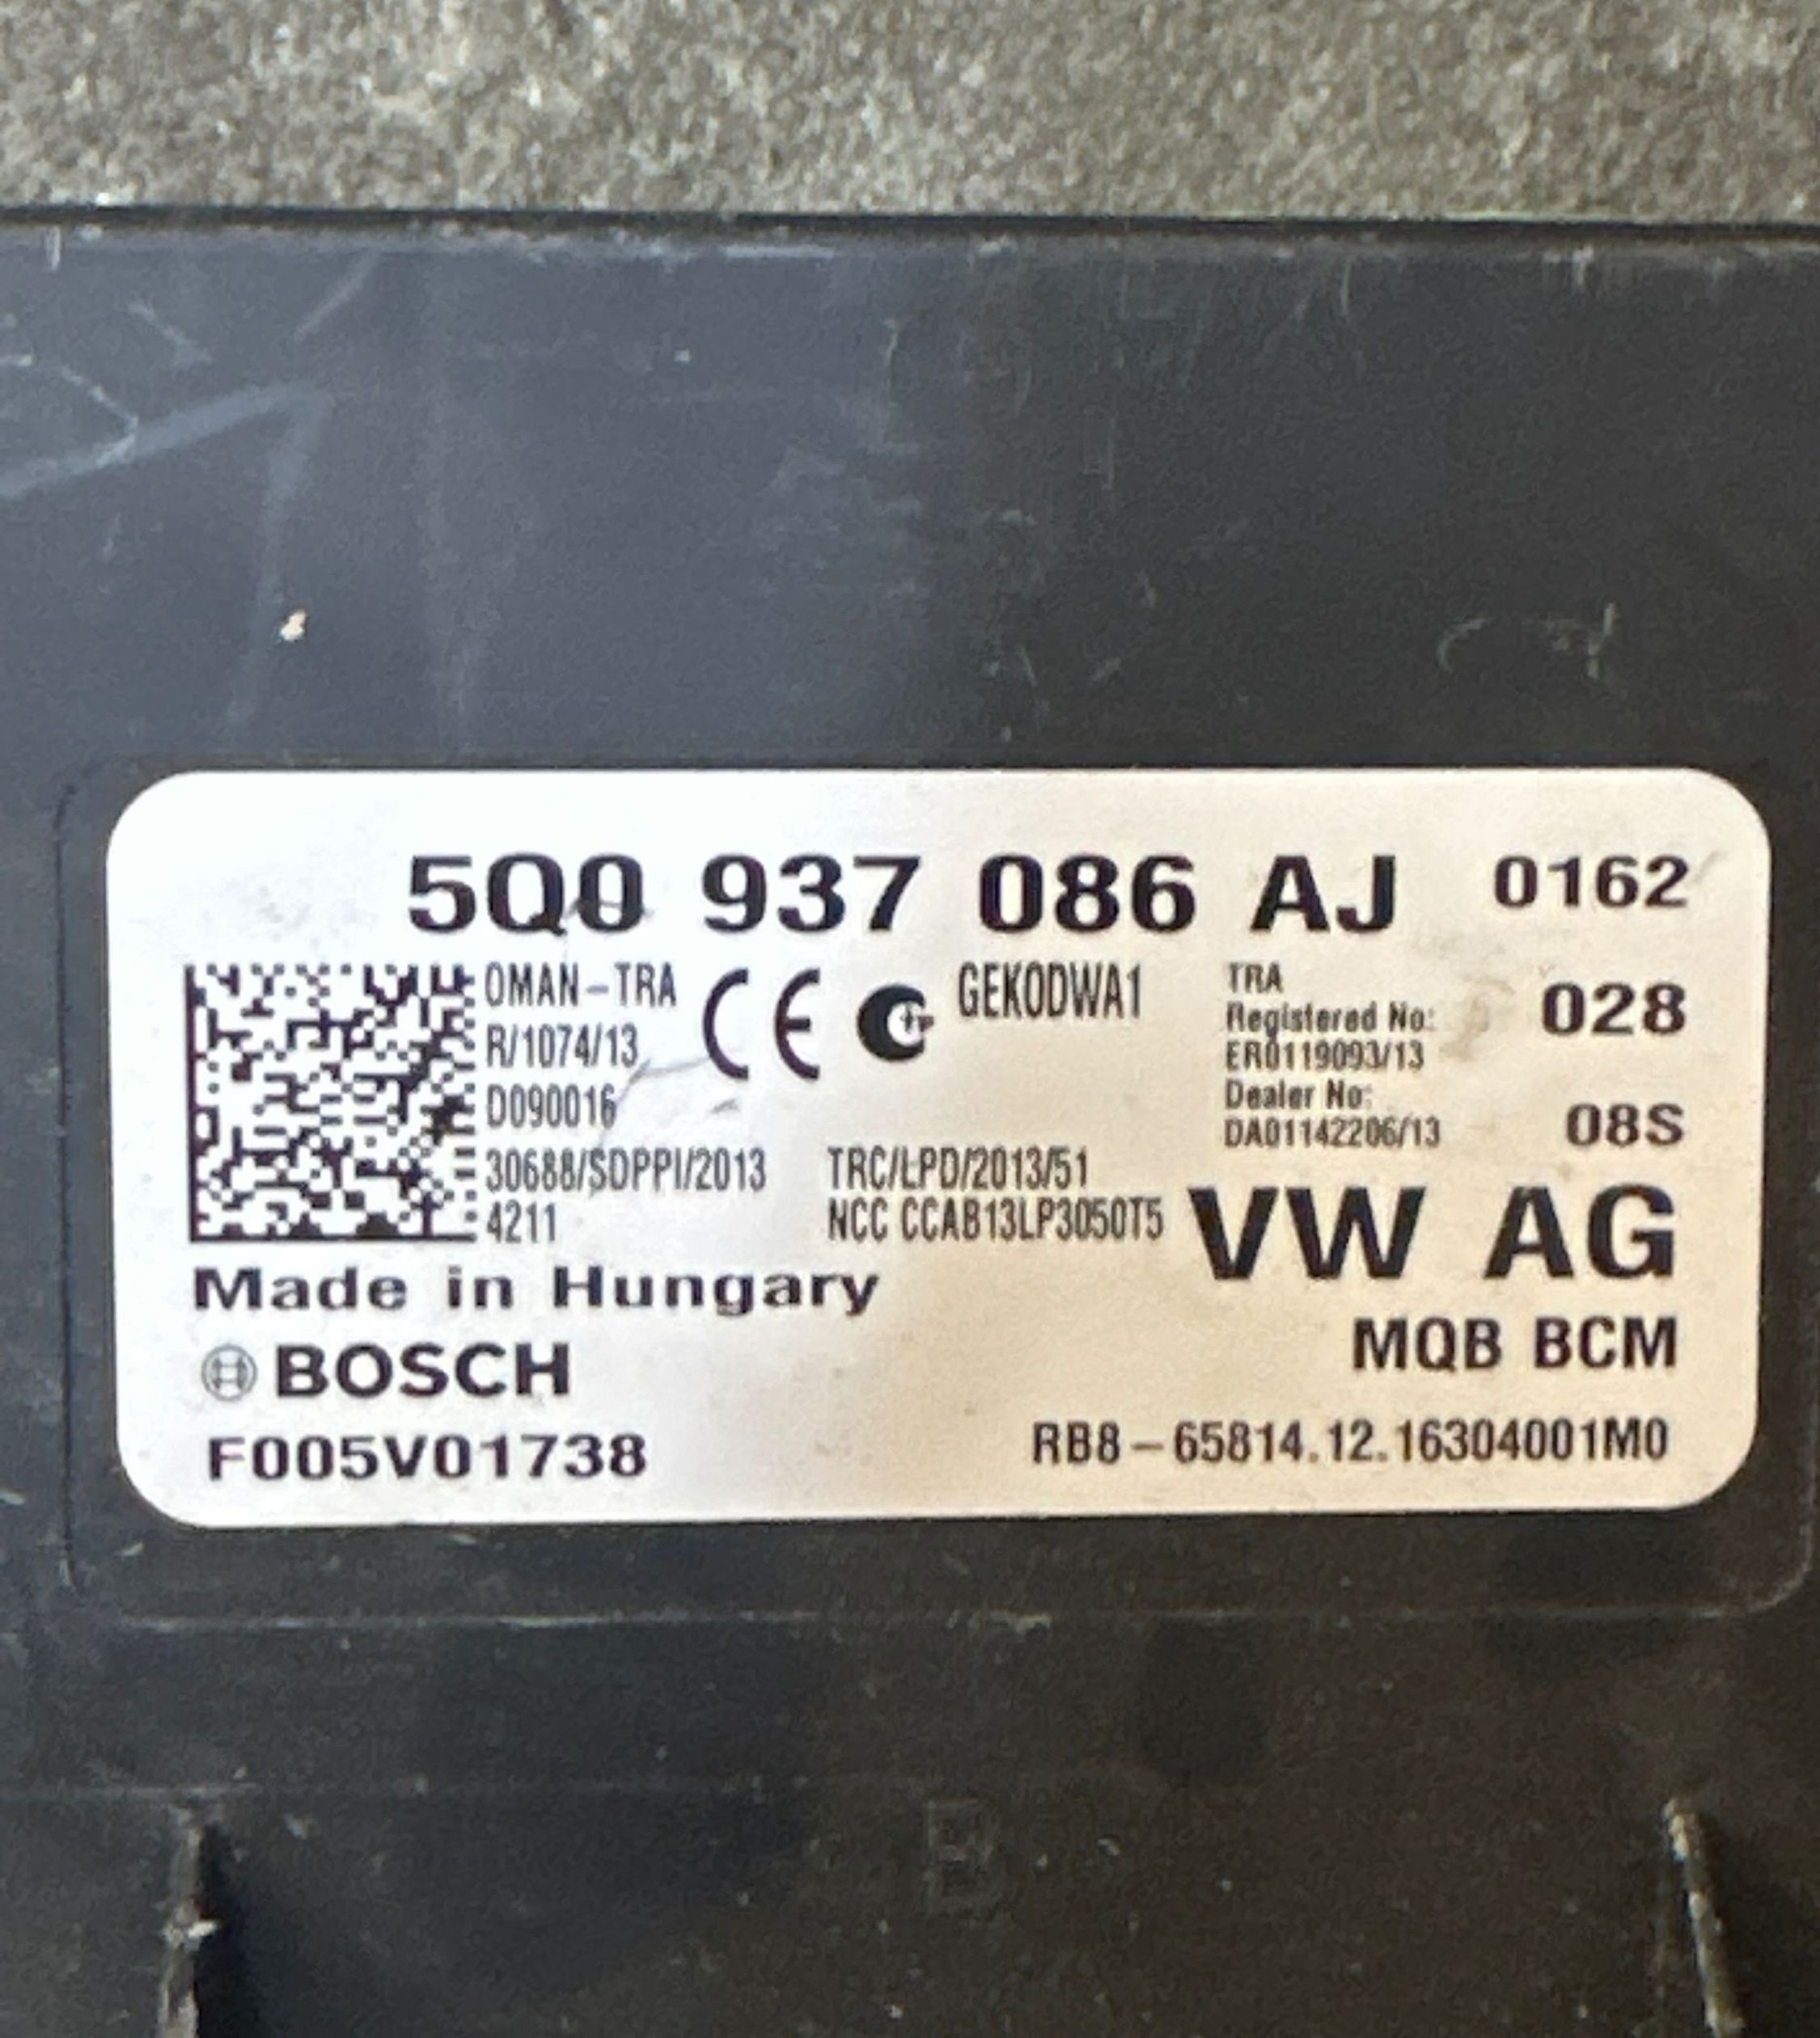 5Q0 937 086 AJ 0162
OMAN-TRA
R/1074/13
D090016
30688/SDPPI/2013
4211
CE
GEKODWA1
TRC/LPD/2013/51
NCC CCAB13LP3050T5
TRA
Registered No:
ER0119093/13
Dealer No:
DA01142206/13
028
08S
VW AG
MQB BCM
Made in Hungary
BOSCH
F005V01738
RB8-65814.12.16304001M0